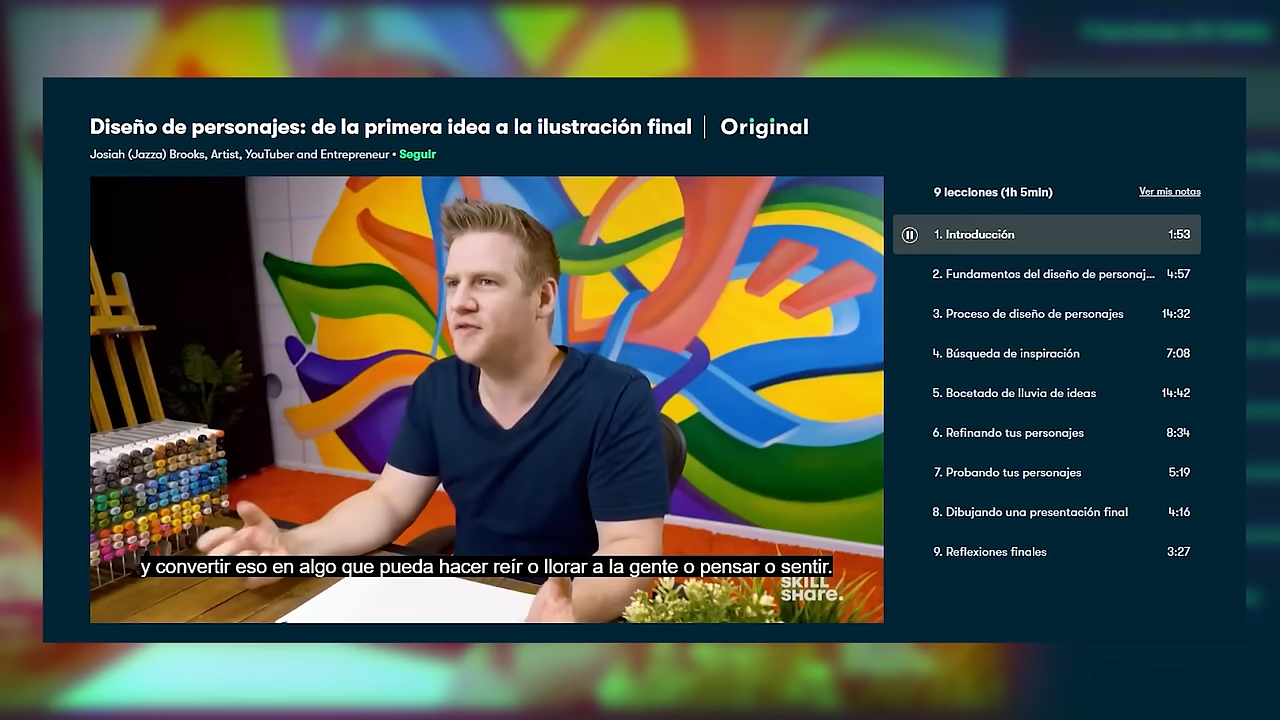 Diseño de personajes: de la primera idea a la ilustración final | Original
Josiah (Jazza) Brooks, Artist, YouTuber and Entrepreneur • Seguir
9 lecciones (1h 5min)
Ver mis notas
1. Introducción 1:53
2. Fundamentos del diseño de personaj... 4:57
3. Proceso de diseño de personajes 14:32
4. Búsqueda de inspiración 7:08
5. Bocetado de lluvia de ideas 14:42
6. Refinando tus personajes 8:34
7. Probando tus personajes 5:19
8. Dibujando una presentación final 4:16
9. Reflexiones finales 3:27
y convertir eso en algo que pueda hacer reír o llorar a la gente o pensar o sentir.
SKILL
SHARE.